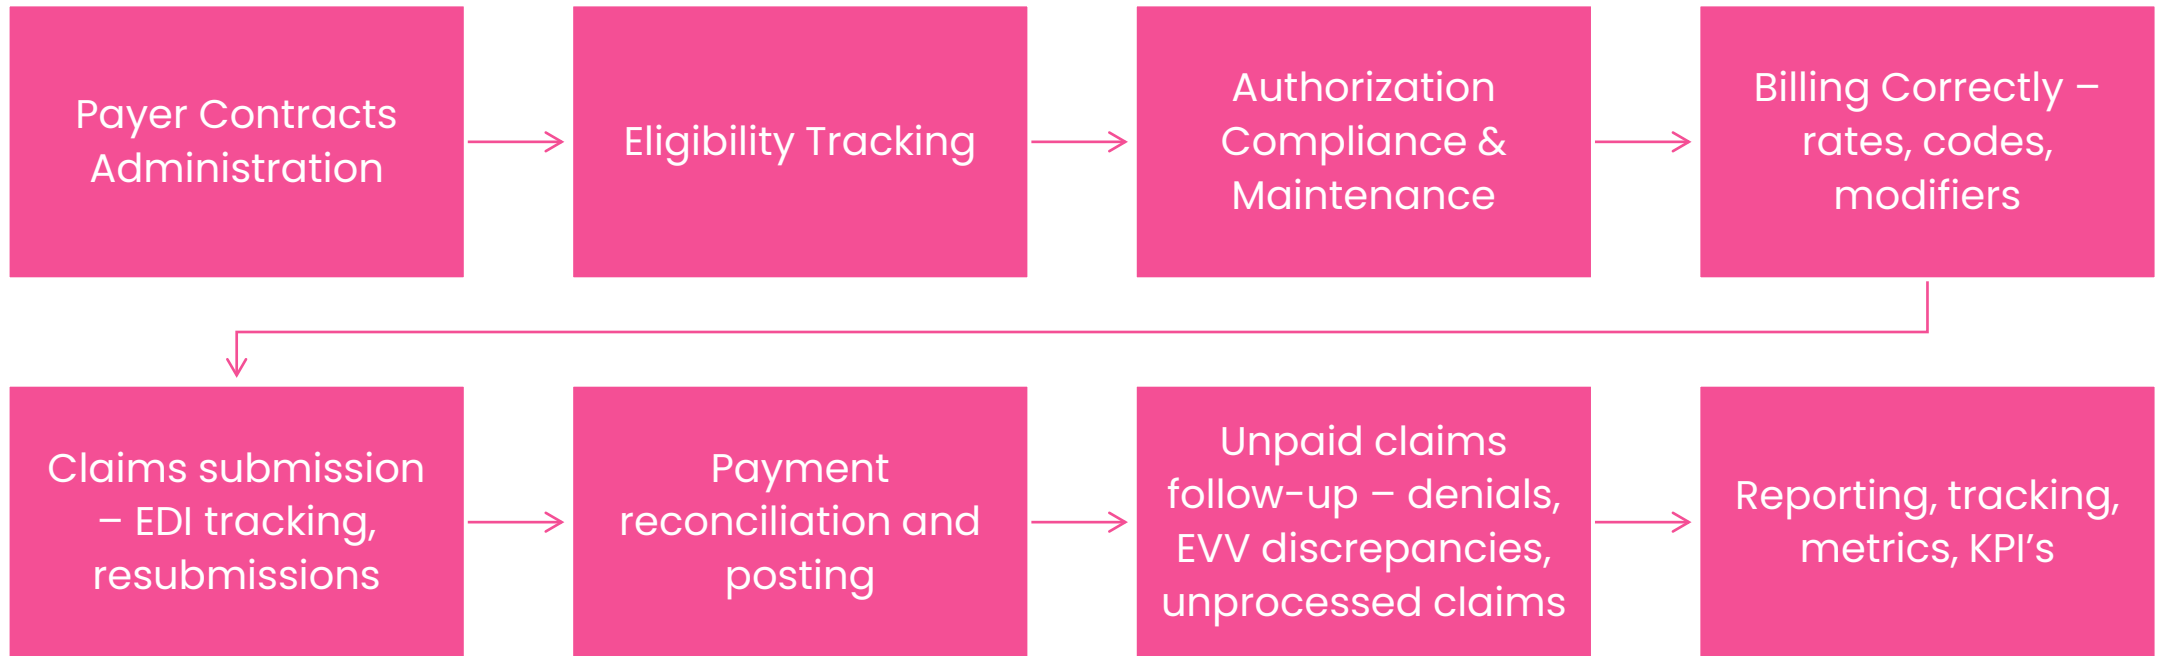 Payer Contracts
Administration
Eligibility Tracking
Authorization
Compliance &
Maintenance
Billing Correctly –
rates, codes,
modifiers
Claims submission
– EDI tracking,
resubmissions
Payment
reconciliation and
posting
Unpaid claims
follow-up – denials,
EVV discrepancies,
unprocessed claims
Reporting, tracking,
metrics, KPI’s